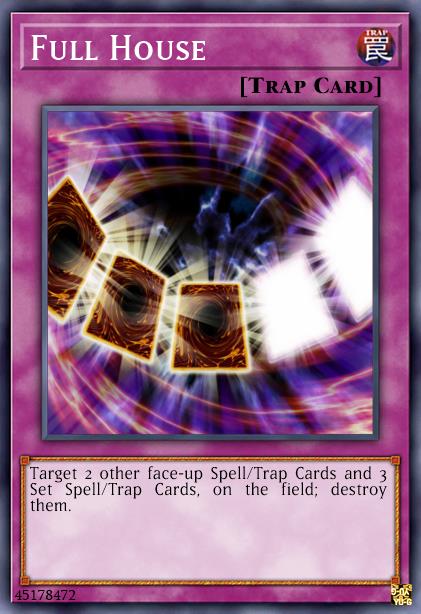 Full House
TRAP
罠
[Trap Card]
Target 2 other face-up Spell/Trap Cards and 3
Set Spell/Trap Cards, on the field; destroy
them.
45178472